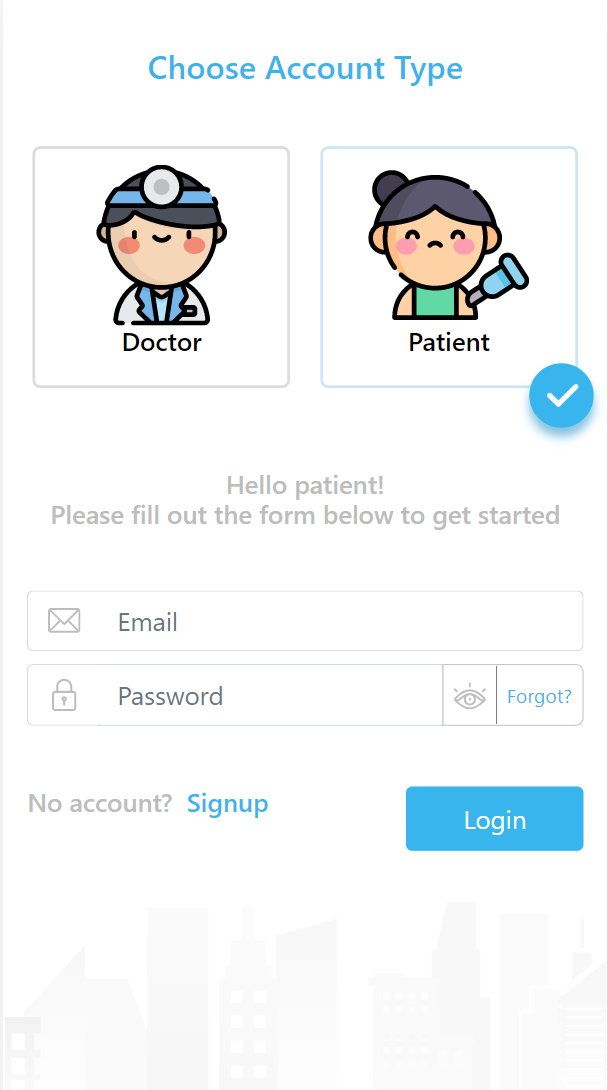 Choose Account Type
Doctor
Patient
Hello patient!
Please fill out the form below to get started
Email
Password
Forgot?
No account? Signup
Login